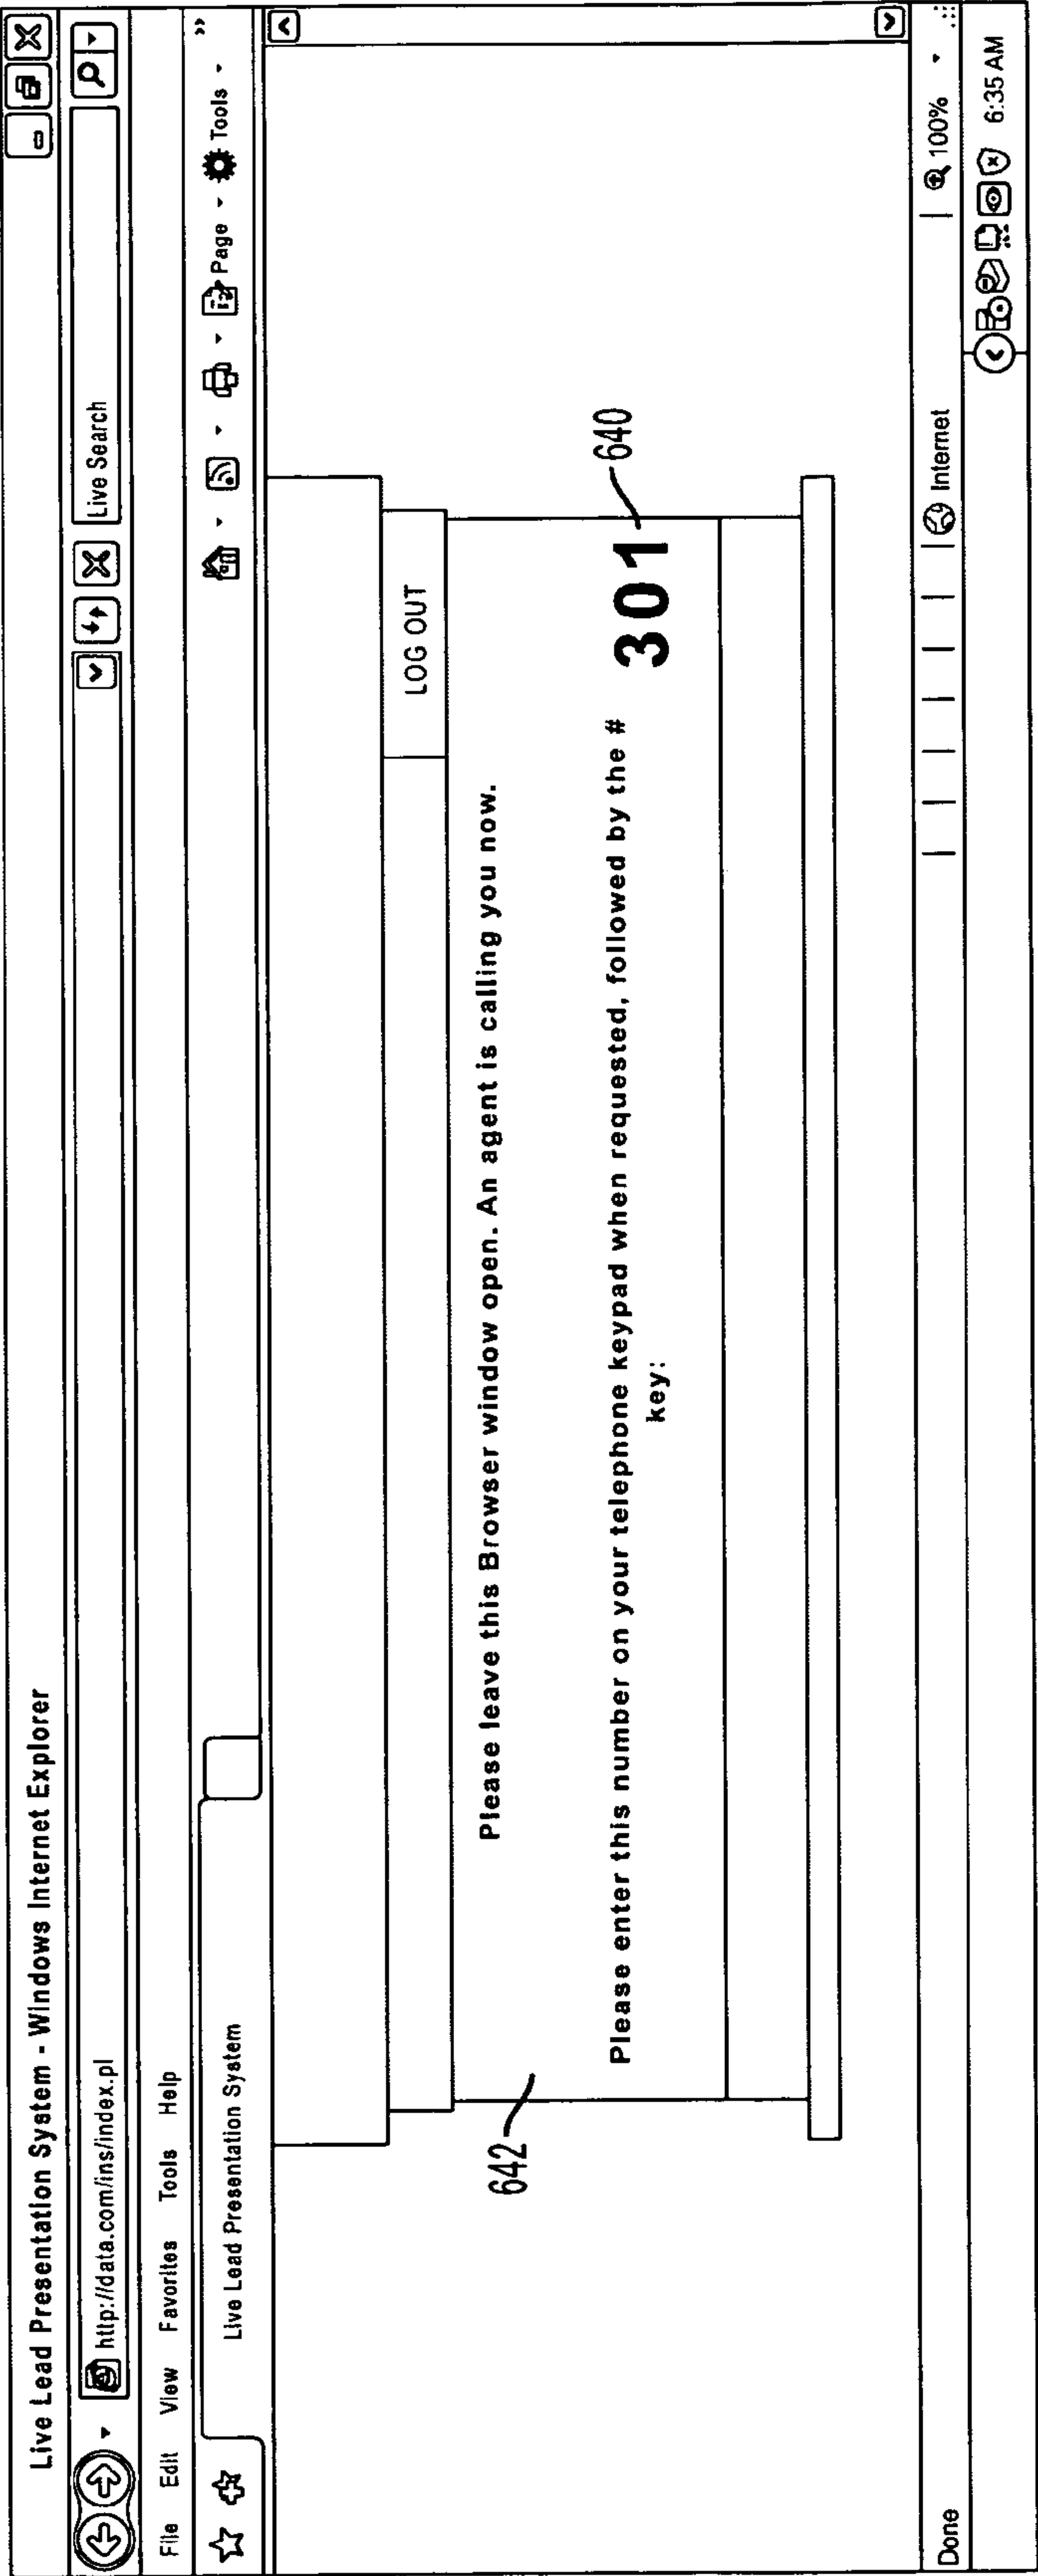 Live Lead Presentation System - Windows Internet Explorer
http://data.com/ins/index.pl
Live Search
File Edit View Favorites Tools Help
Live Lead Presentation System
Page Tools »
LOG OUT
Please leave this Browser window open. An agent is calling you now.
642
Please enter this number on your telephone keypad when requested, followed by the #
key:
301
640
Done
Internet
100%
6:35 AM